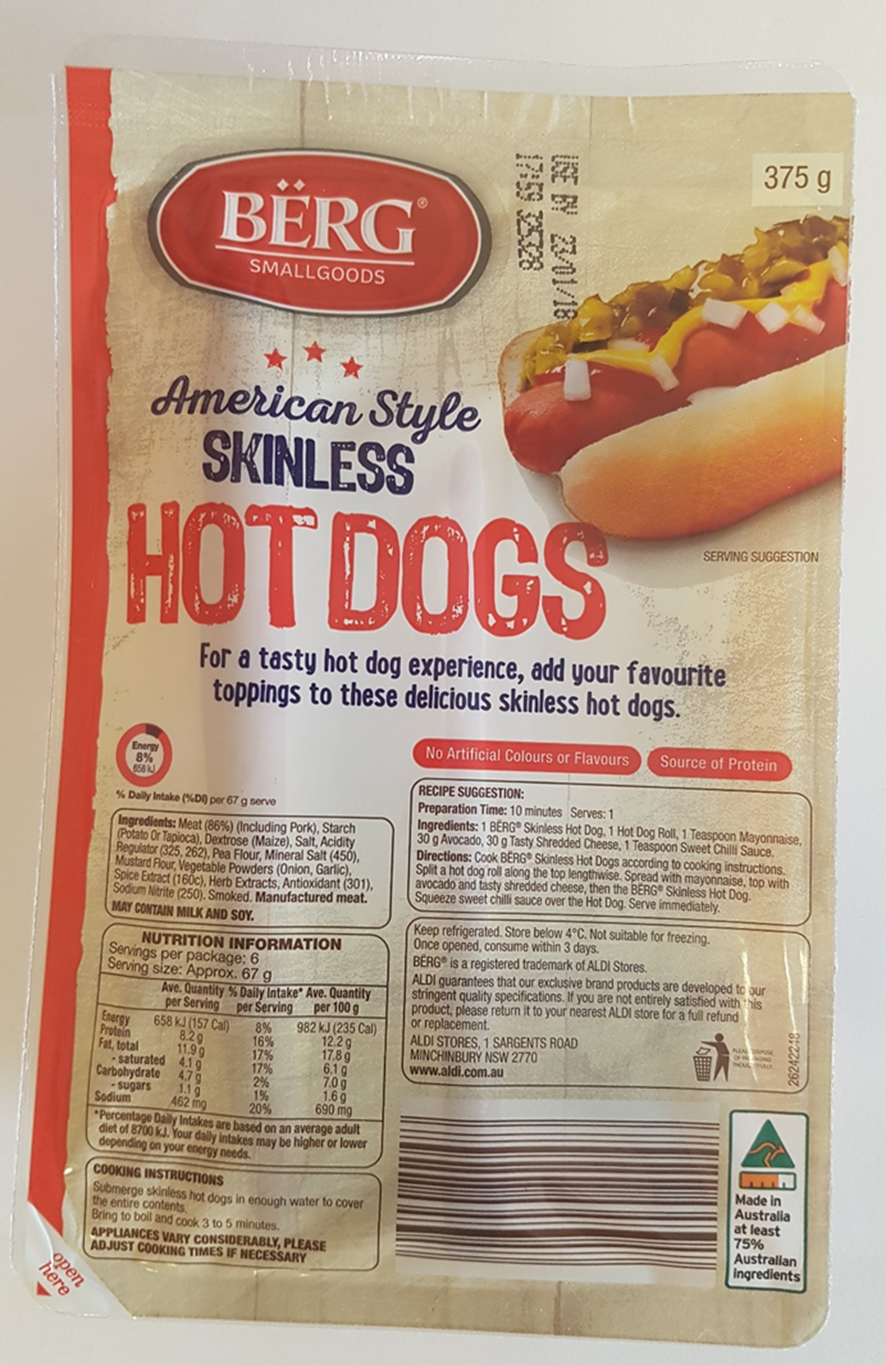 BËRG®
SMALLGOODS
USE BY 23/01/18
375 g
American Style
SKINLESS
HOT DOGS
SERVING SUGGESTION
For a tasty hot dog experience, add your favourite
toppings to these delicious skinless hot dogs.
Energy
8%
658 kJ
% Daily Intake (%DI) per 67 g serve
No Artificial Colours or Flavours
Source of Protein
Ingredients: Meat (86%) (Including Pork), Starch
(Potato Or Tapioca), Dextrose (Maize), Salt, Acidity
Regulator (325, 262), Pea Flour, Mineral Salt (450),
Mustard Flour, Vegetable Powders (Onion, Garlic),
Spice Extract (160c), Herb Extracts, Antioxidant (301),
Sodium Nitrite (250). Smoked. Manufactured meat.
MAY CONTAIN MILK AND SOY.
NUTRITION INFORMATION
Servings per package: 6
Serving size: Approx. 67 g
Ave. Quantity % Daily Intake* Ave. Quantity
per Serving per Serving per 100 g
Energy 658 kJ (157 Cal) 8% 982 kJ (235 Cal)
Protein 8.2 g 16% 12.2 g
Fat, total 11.9 g 17% 17.8 g
- saturated 4.1 g 17% 6.1 g
Carbohydrate 4.7 g 2% 7.0 g
- sugars 1.1 g 1% 1.6 g
Sodium 462 mg 20% 690 mg
*Percentage Daily Intakes are based on an average adult
diet of 8700 kJ. Your daily intakes may be higher or lower
depending on your energy needs.
COOKING INSTRUCTIONS
Submerge skinless hot dogs in enough water to cover
the entire contents.
Bring to boil and cook 3 to 5 minutes.
APPLIANCES VARY CONSIDERABLY, PLEASE
ADJUST COOKING TIMES IF NECESSARY
open
here
RECIPE SUGGESTION:
Preparation Time: 10 minutes Serves: 1
Ingredients: 1 BËRG® Skinless Hot Dog, 1 Hot Dog Roll, 1 Teaspoon Mayonnaise,
30 g Avocado, 30 g Tasty Shredded Cheese, 1 Teaspoon Sweet Chilli Sauce.
Directions: Cook BËRG® Skinless Hot Dogs according to cooking instructions.
Split a hot dog roll along the top lengthwise. Spread with mayonnaise, top with
avocado and tasty shredded cheese, then the BËRG® Skinless Hot Dog.
Squeeze sweet chilli sauce over the Hot Dog. Serve immediately.
Keep refrigerated. Store below 4°C. Not suitable for freezing.
Once opened, consume within 3 days.
BËRG® is a registered trademark of ALDI Stores.
ALDI guarantees that our exclusive brand products are developed to our
stringent quality specifications. If you are not entirely satisfied with this
product, please return it to your nearest ALDI store for a full refund
or replacement.
ALDI STORES, 1 SARGENTS ROAD
MINCHINBURY NSW 2770
www.aldi.com.au
PLEASE DISPOSE
OF PACKAGING
THOUGHTFULLY
26242218
Made in
Australia
at least
75%
Australian
ingredients